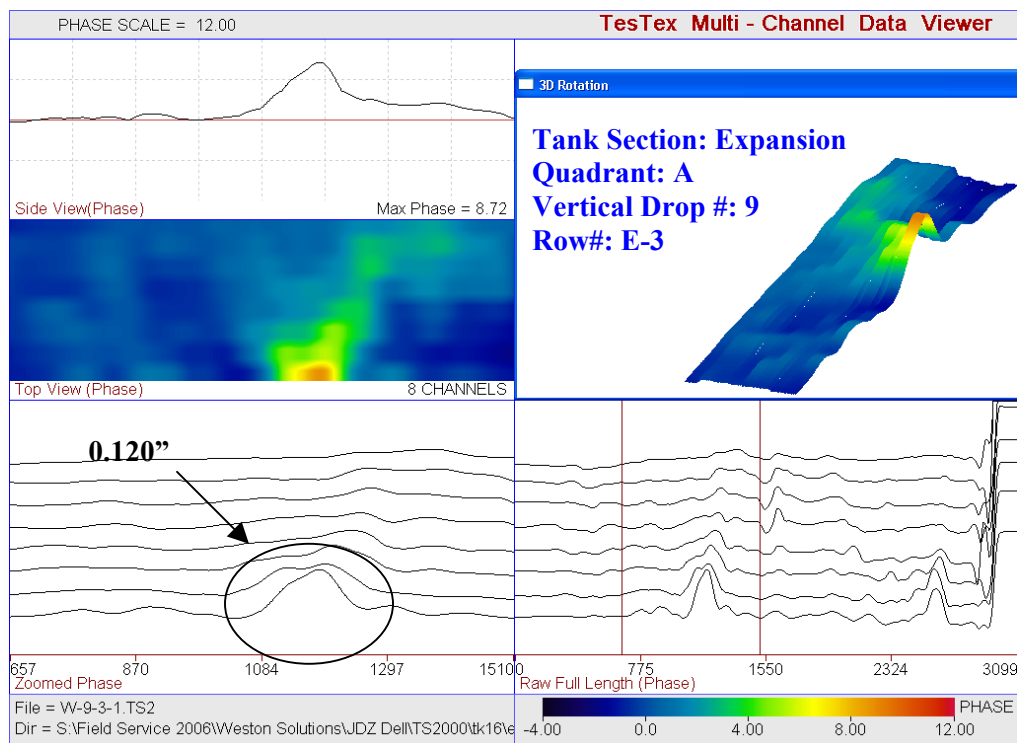 PHASE SCALE = 12.00
TesTex Multi - Channel Data Viewer
3D Rotation
Tank Section: Expansion
Quadrant: A
Vertical Drop #: 9
Row#: E-3
Side View(Phase)
Max Phase = 8.72
Top View (Phase)
8 CHANNELS
0.120”
657 870 1084 1297 1510
Zoomed Phase
0 775 1550 2324 3099
Raw Full Length (Phase)
File = W-9-3-1.TS2
Dir = S:\Field Service 2006\Weston Solutions\JDZ Dell\TS2000\tk16\e
PHASE
-4.00 0.0 4.00 8.00 12.00